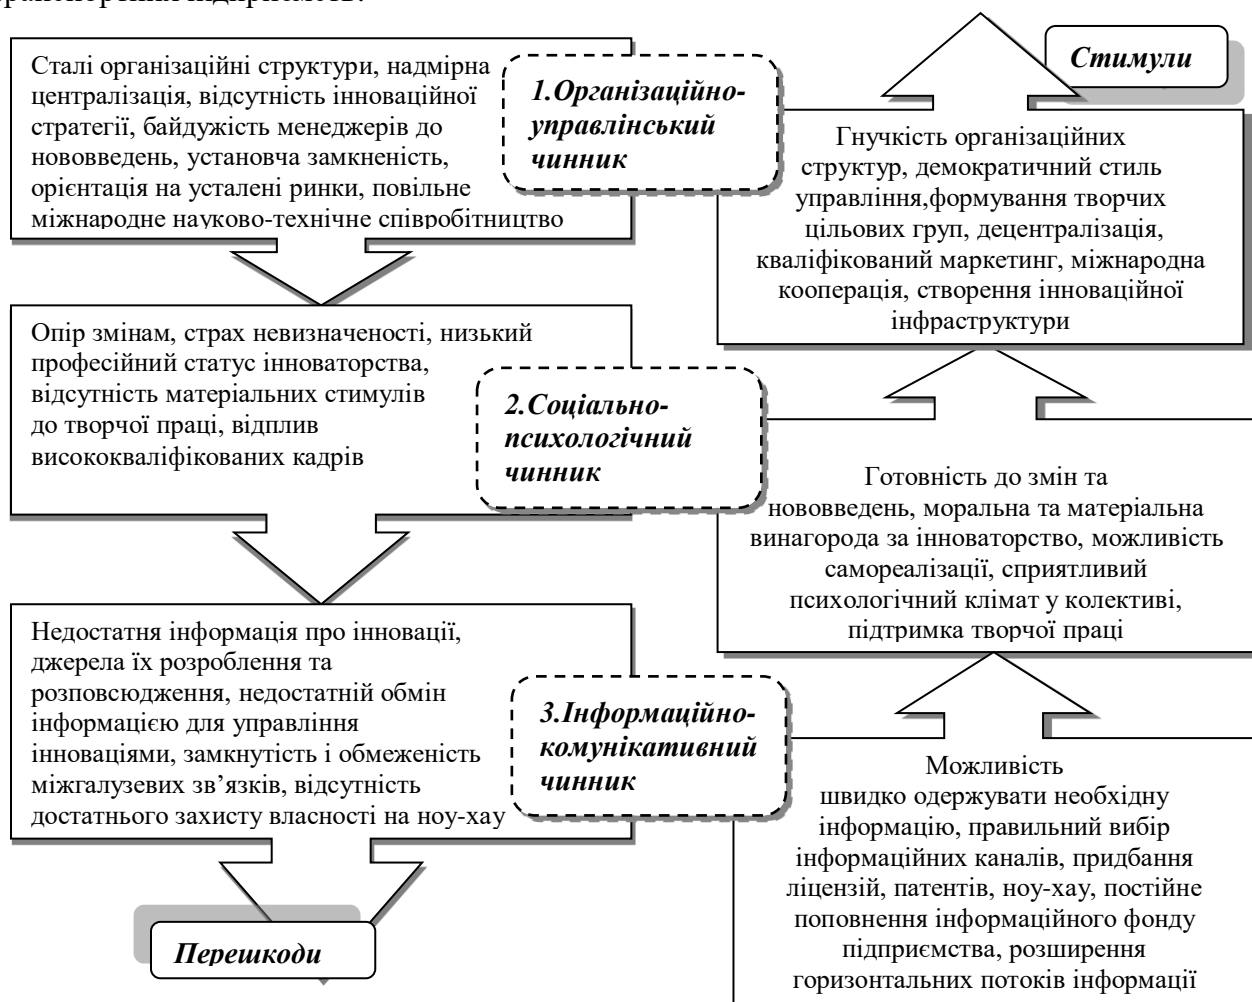 транспортних підприємств.
Сталі організаційні структури, надмірна
централізація, відсутність інноваційної
стратегії, байдужість менеджерів до
нововведень, установча замкненість,
орієнтація на усталені ринки, повільне
міжнародне науково-технічне співробітництво
1.Організаційно-
управлінський
чинник
Стимули
Гнучкість організаційних
структур, демократичний стиль
управління,формування творчих
цільових груп, децентралізація,
кваліфікований маркетинг, міжнародна
кооперація, створення інноваційної
інфраструктури
Опір змінам, страх невизначеності, низький
професійний статус інноваторства,
відсутність матеріальних стимулів
до творчої праці, відплив
висококваліфікованих кадрів
2.Соціально-
психологічний
чинник
Готовність до змін та
нововведень, моральна та матеріальна
винагорода за інноваторство, можливість
самореалізації, сприятливий
психологічний клімат у колективі,
підтримка творчої праці
Недостатня інформація про інновації,
джерела їх розроблення та
розповсюдження, недостатній обмін
інформацією для управління
інноваціями, замкнутість і обмеженість
міжгалузевих зв’язків, відсутність
достатнього захисту власності на ноу-хау
3.Інформаційно-
комунікативний
чинник
Можливість
швидко одержувати необхідну
інформацію, правильний вибір
інформаційних каналів, придбання
ліцензій, патентів, ноу-хау, постійне
поповнення інформаційного фонду
підприємства, розширення
горизонтальних потоків інформації
Перешкоди